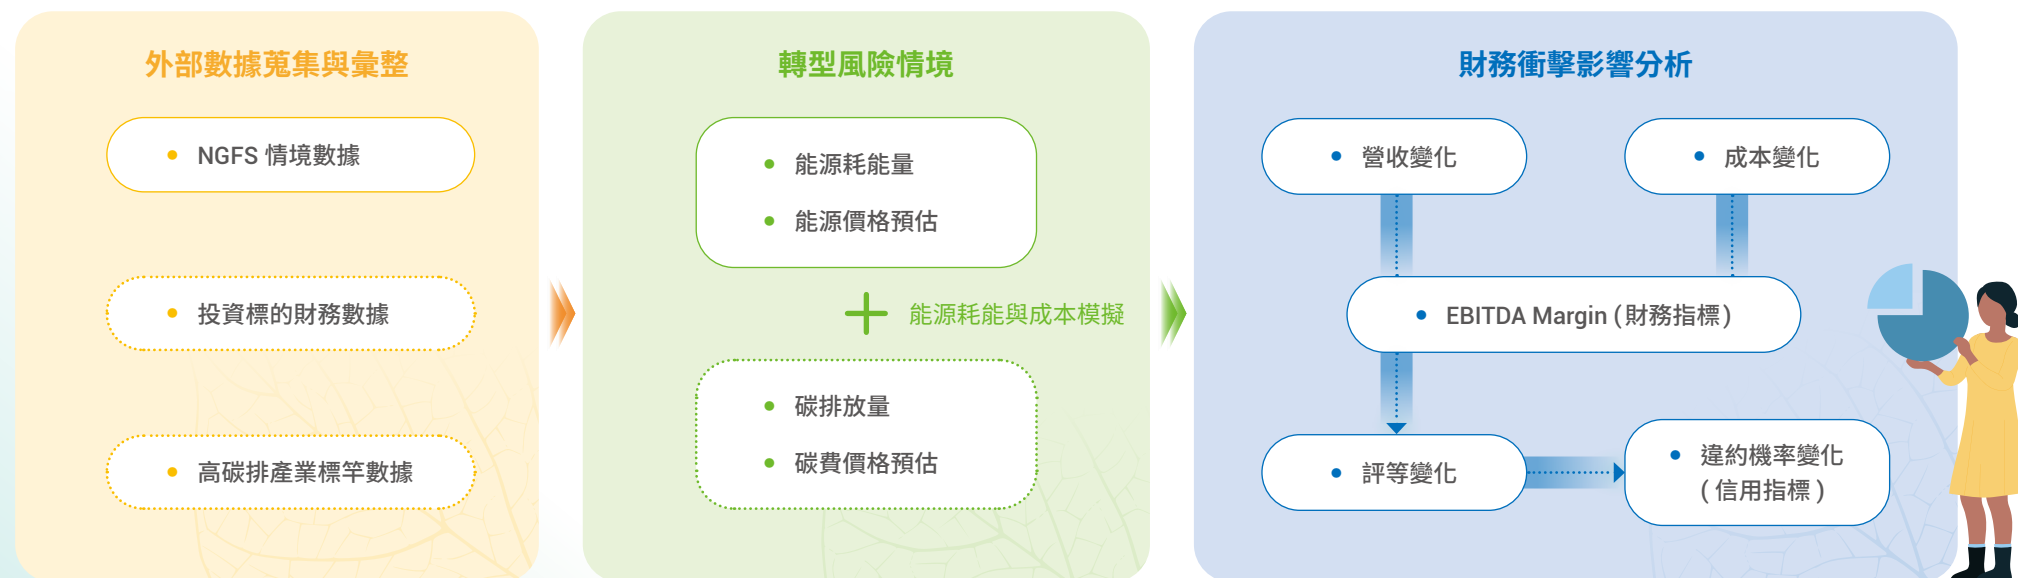 外部數據蒐集與彙整
• NGFS 情境數據
• 投資標的財務數據
• 高碳排產業標竿數據
轉型風險情境
• 能源耗能量
• 能源價格預估
能源耗能與成本模擬
• 碳排放量
• 碳費價格預估
財務衝擊影響分析
• 營收變化
• 成本變化
• EBITDA Margin (財務指標)
• 評等變化
• 違約機率變化
(信用指標)